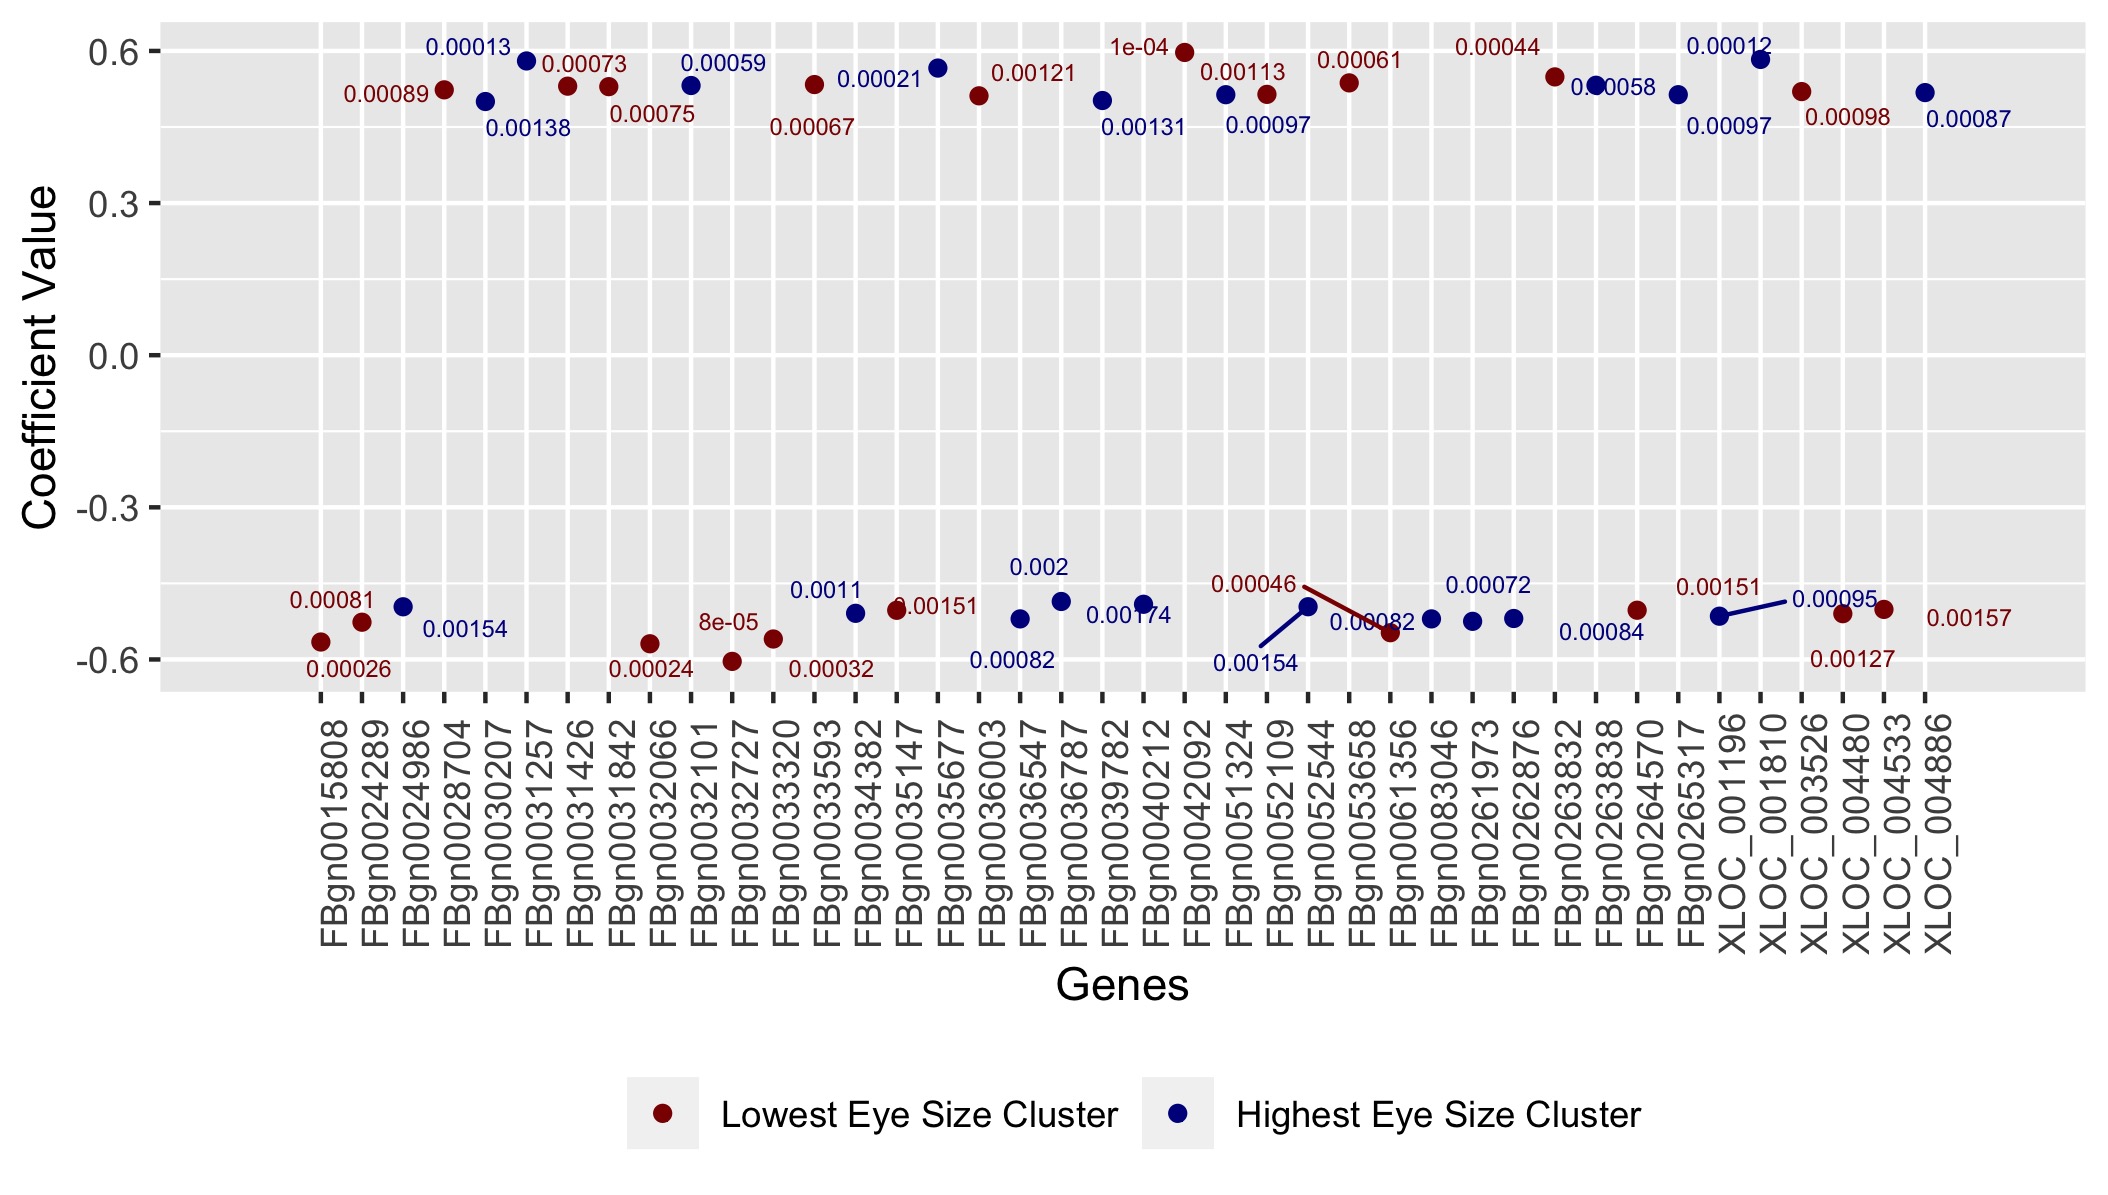 0.6
0.3
0.0
-0.3
-0.6
Coefficient Value
0.00013
0.00073
0.00059
0.00089
0.00138
0.00075
0.00067
0.00021
0.00121
1e-04
0.00113
0.00061
0.00044
0.00012
0.00058
0.00131
0.00097
0.00097
0.00098
0.00087
0.00081
0.00026
0.00154
0.00024
8e-05
0.00032
0.0011
0.00151
0.002
0.00082
0.00174
0.00046
0.00154
0.00082
0.00072
0.00084
0.00151
0.00095
0.00127
0.00157
FBgn0015808
FBgn0024289
FBgn0024986
FBgn0028704
FBgn0030207
FBgn0031257
FBgn0031426
FBgn0031842
FBgn0032066
FBgn0032101
FBgn0032727
FBgn0033320
FBgn0033593
FBgn0034382
FBgn0035147
FBgn0035677
FBgn0036003
FBgn0036547
FBgn0036787
FBgn0039782
FBgn0040212
FBgn0042092
FBgn0051324
FBgn0052109
FBgn0052544
FBgn0053658
FBgn0061356
FBgn0083046
FBgn0261973
FBgn0262876
FBgn0263832
FBgn0263838
FBgn0264570
FBgn0265317
XLOC_001196
XLOC_001810
XLOC_003526
XLOC_004480
XLOC_004533
XLOC_004886
Genes
Lowest Eye Size Cluster
Highest Eye Size Cluster